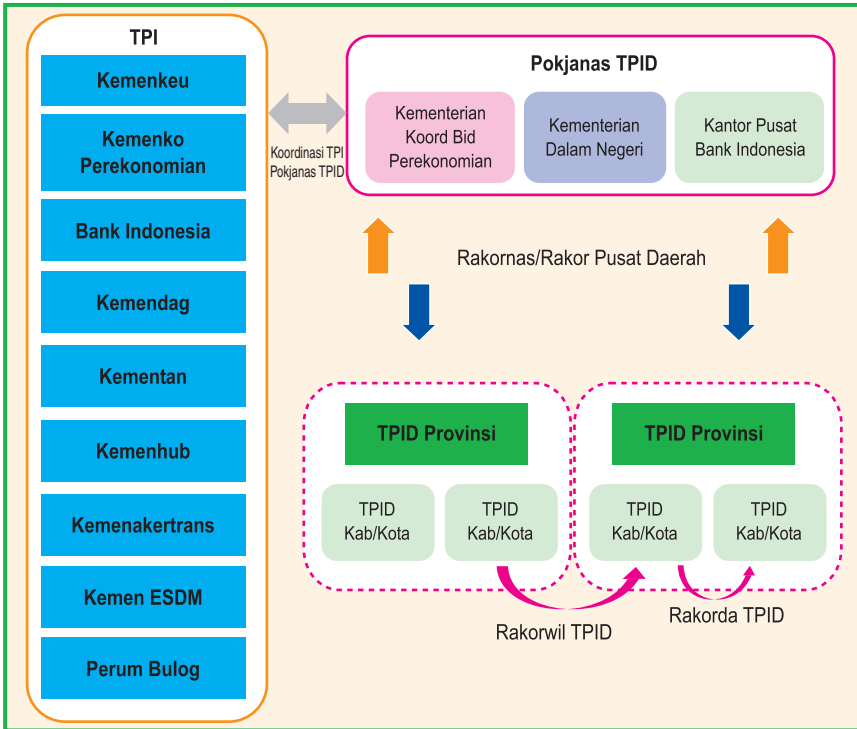 TPI
Kemenkeu
Kemenko
Perekonomian
Bank Indonesia
Kemendag
Kementan
Kemenhub
Kemenakertrans
Kemen ESDM
Perum Bulog
Koordinasi TPI
Pokjanas TPID
Pokjanas TPID
Kementerian
Koord Bid
Perekonomian
Kementerian
Dalam Negeri
Kantor Pusat
Bank Indonesia
Rakornas/Rakor Pusat Daerah
TPID Provinsi
TPID
Kab/Kota
TPID
Kab/Kota
TPID Provinsi
TPID
Kab/Kota
TPID
Kab/Kota
Rakorwil TPID
Rakorda TPID